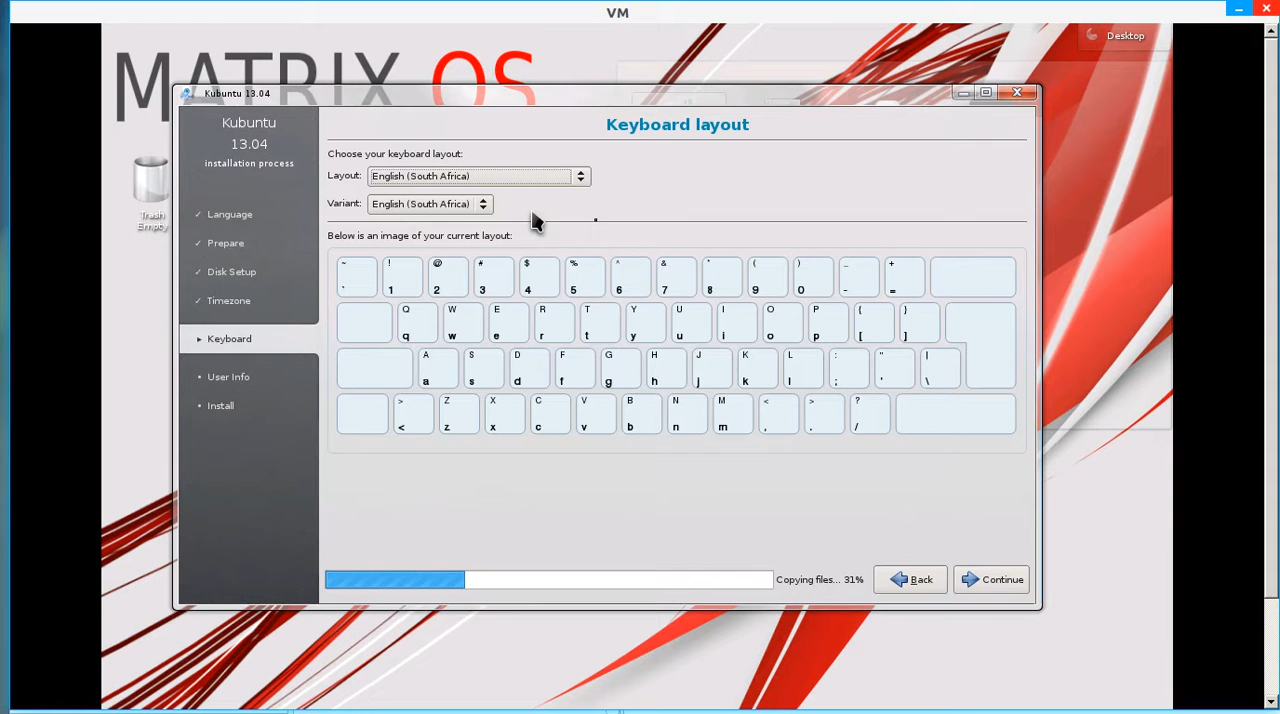 VM
MATRIX OS
Desktop
Trash
Empty
Kubuntu 13.04
Kubuntu
13.04
installation process
✓ Language
✓ Prepare
✓ Disk Setup
✓ Timezone
▸ Keyboard
• User Info
• Install
Keyboard layout
Choose your keyboard layout:
Layout: English (South Africa)
Variant: English (South Africa)
Below is an image of your current layout:
~ ! @ # $ % ^ & * ( ) _ +
` 1 2 3 4 5 6 7 8 9 0 - =
Q W E R T Y U I O P { }
q w e r t y u i o p [ ]
A S D F G H J K L : " |
a s d f g h j k l ; ' \
> Z X C V B N M < > ?
< z x c v b n m , . /
Copying files... 31% Back Continue